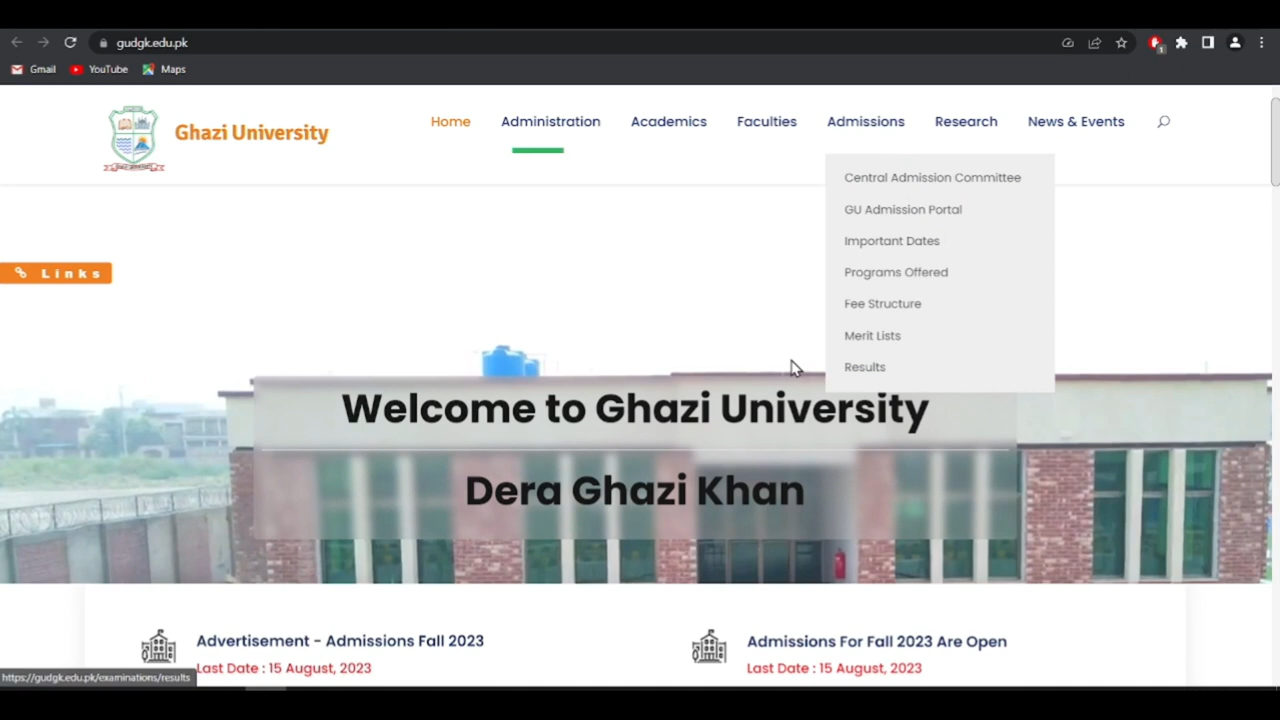 gudgk.edu.pk
1
Gmail YouTube Maps
Ghazi University
Home Administration Academics Faculties Admissions Research News & Events
Central Admission Committee
GU Admission Portal
Important Dates
Programs Offered
Fee Structure
Merit Lists
Results
Links
Welcome to Ghazi University
Dera Ghazi Khan
Advertisement - Admissions Fall 2023
Last Date : 15 August, 2023
Admissions For Fall 2023 Are Open
Last Date : 15 August, 2023
https://gudgk.edu.pk/examinations/results